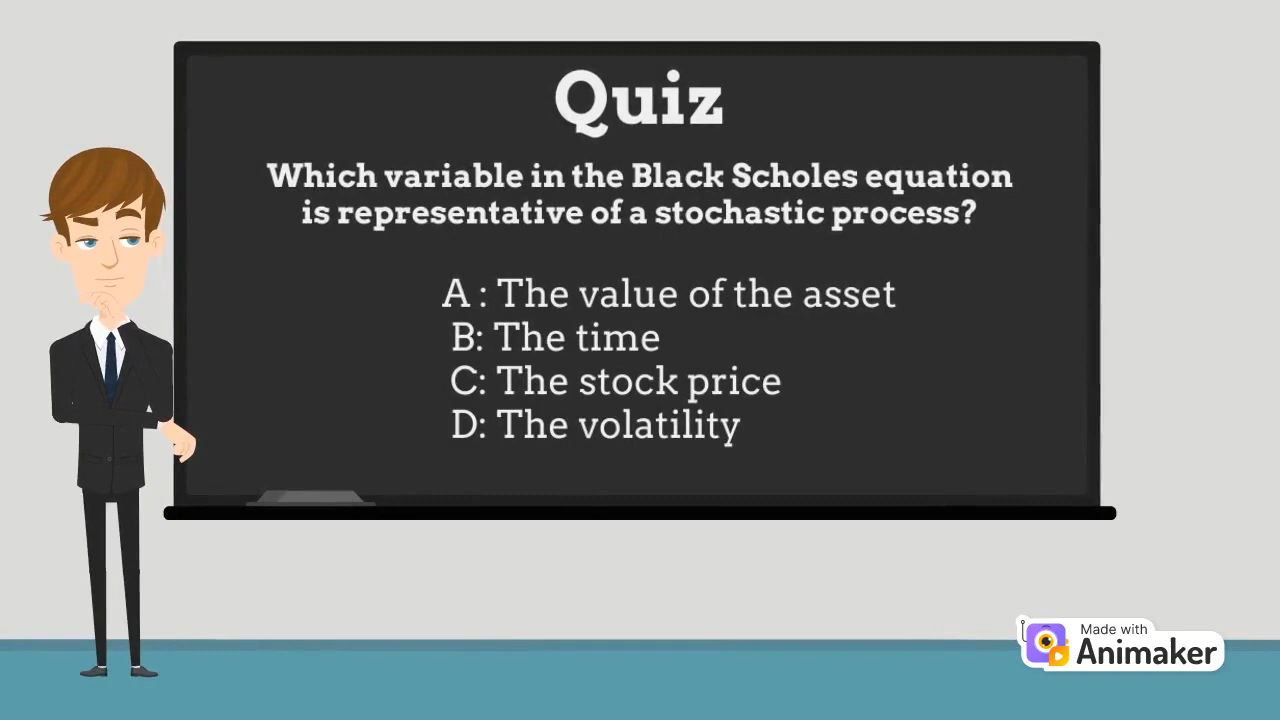 Quiz
Which variable in the Black Scholes equation
is representative of a stochastic process?
A : The value of the asset
B: The time
C: The stock price
D: The volatility
Made with
Animaker